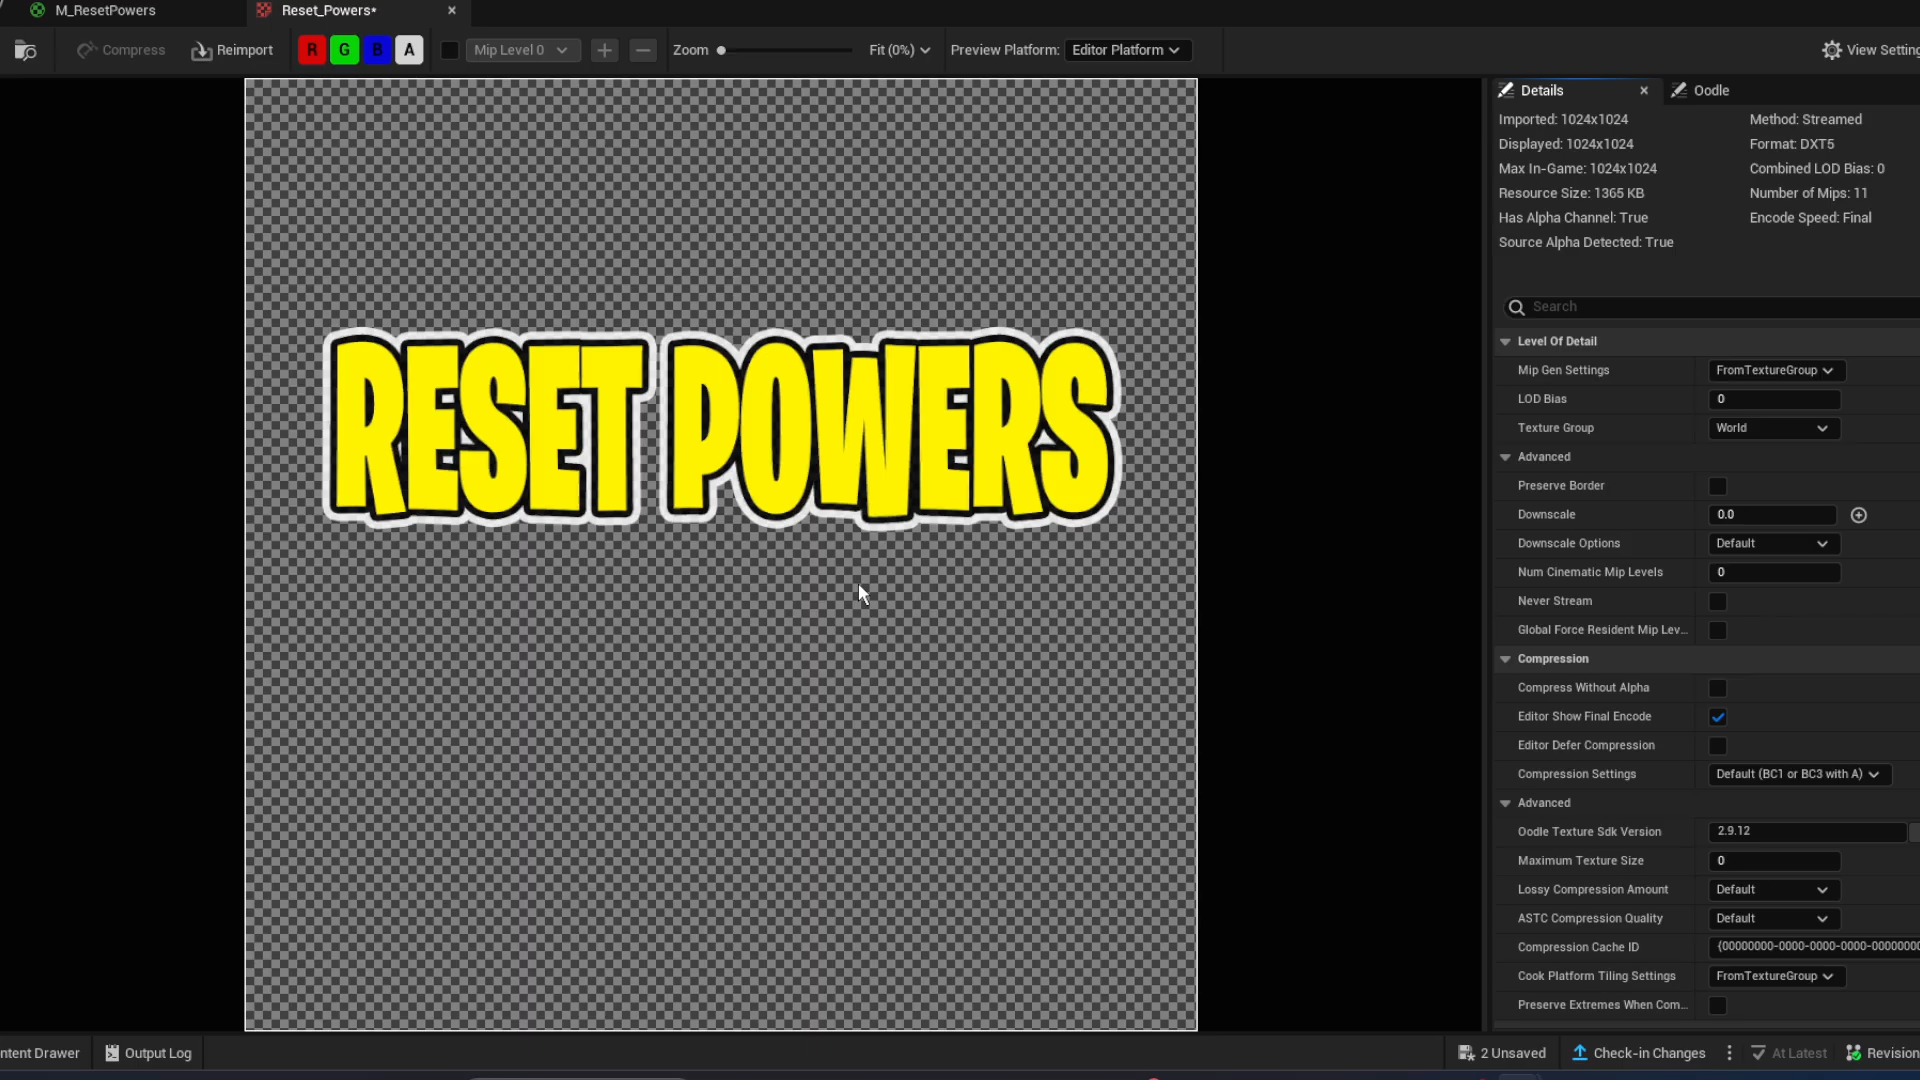 M_ResetPowers
Reset_Powers*
Compress
Reimport
R G B A
Mip Level 0
Zoom
Fit (0%)
Preview Platform:
Editor Platform
View Setting
Details
Oodle
Imported: 1024x1024
Method: Streamed
Displayed: 1024x1024
Format: DXT5
Max In-Game: 1024x1024
Combined LOD Bias: 0
Resource Size: 1365 KB
Number of Mips: 11
Has Alpha Channel: True
Encode Speed: Final
Source Alpha Detected: True
Search
RESET POWERS
Level Of Detail
Mip Gen Settings
FromTextureGroup
LOD Bias
0
Texture Group
World
Advanced
Preserve Border
Downscale
0.0
Downscale Options
Default
Num Cinematic Mip Levels
0
Never Stream
Global Force Resident Mip Lev...
Compression
Compress Without Alpha
Editor Show Final Encode
Editor Defer Compression
Compression Settings
Default (BC1 or BC3 with A)
Advanced
Oodle Texture Sdk Version
2.9.12
Maximum Texture Size
0
Lossy Compression Amount
Default
ASTC Compression Quality
Default
Compression Cache ID
{00000000-0000-0000-0000-00000000
Cook Platform Tiling Settings
FromTextureGroup
Preserve Extremes When Com...
ntent Drawer
Output Log
2 Unsaved
Check-in Changes
At Latest
Revision